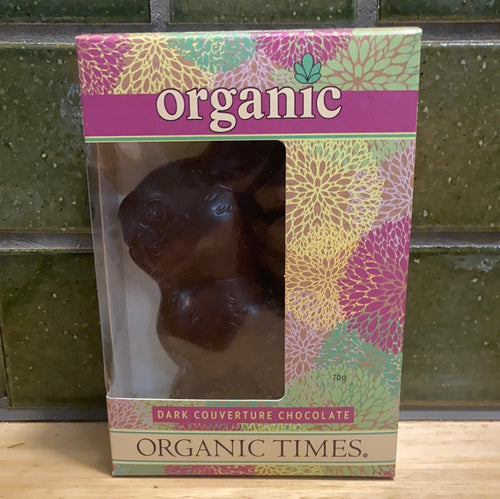 organic
70g
DARK COUVERTURE CHOCOLATE
ORGANIC TIMES®